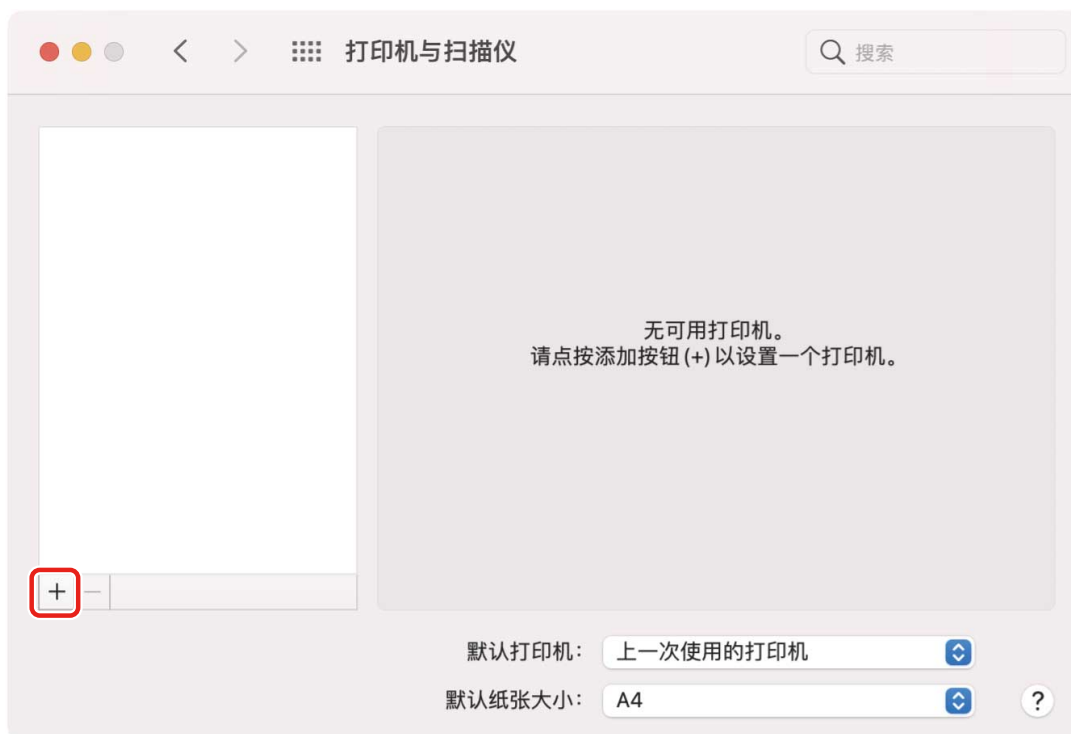 打印机与扫描仪
搜索
无可用打印机。
请点按添加按钮(+)以设置一个打印机。
+ —
默认打印机: 上一次使用的打印机
默认纸张大小: A4
?